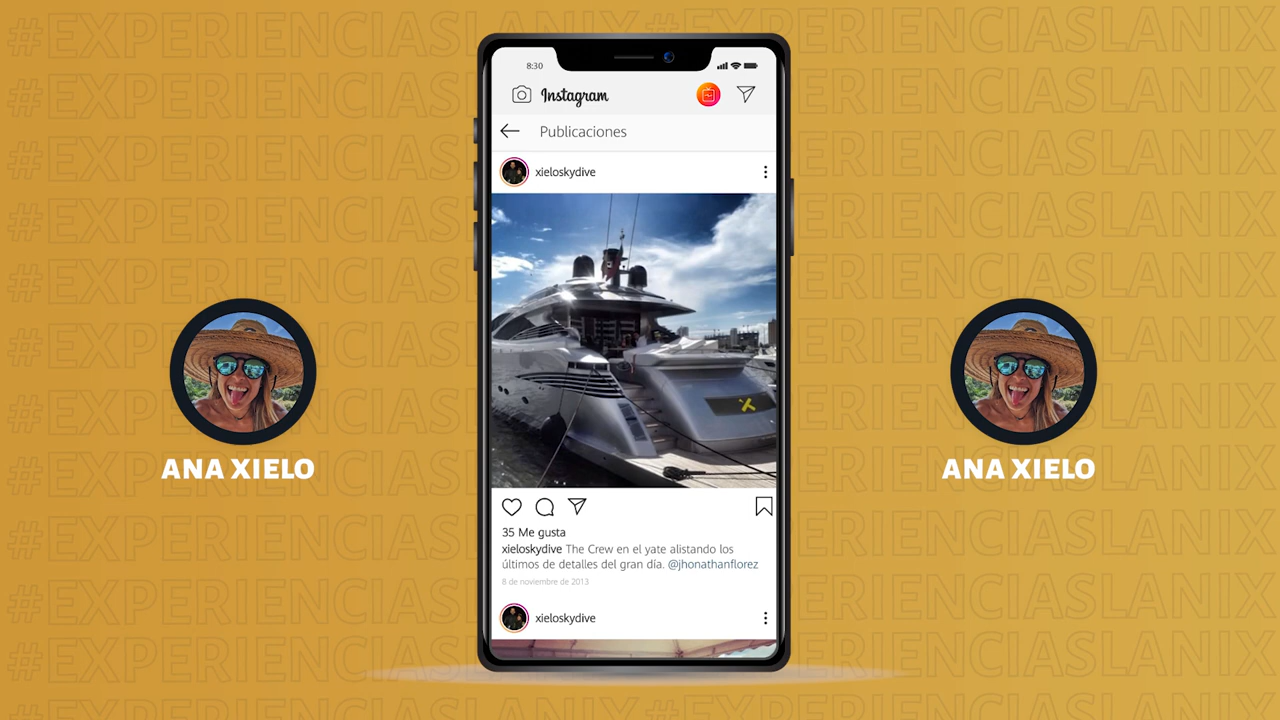 #EXPERIENCIASLANIX#EXPERIENCIASLANIX
8:30
Instagram
Publicaciones
xieloskydive
ANA XIELO
ANA XIELO
35 Me gusta
xieloskydive The Crew en el yate alistando los
últimos de detalles del gran día. @jhonathanflorez
8 de noviembre de 2013
xieloskydive